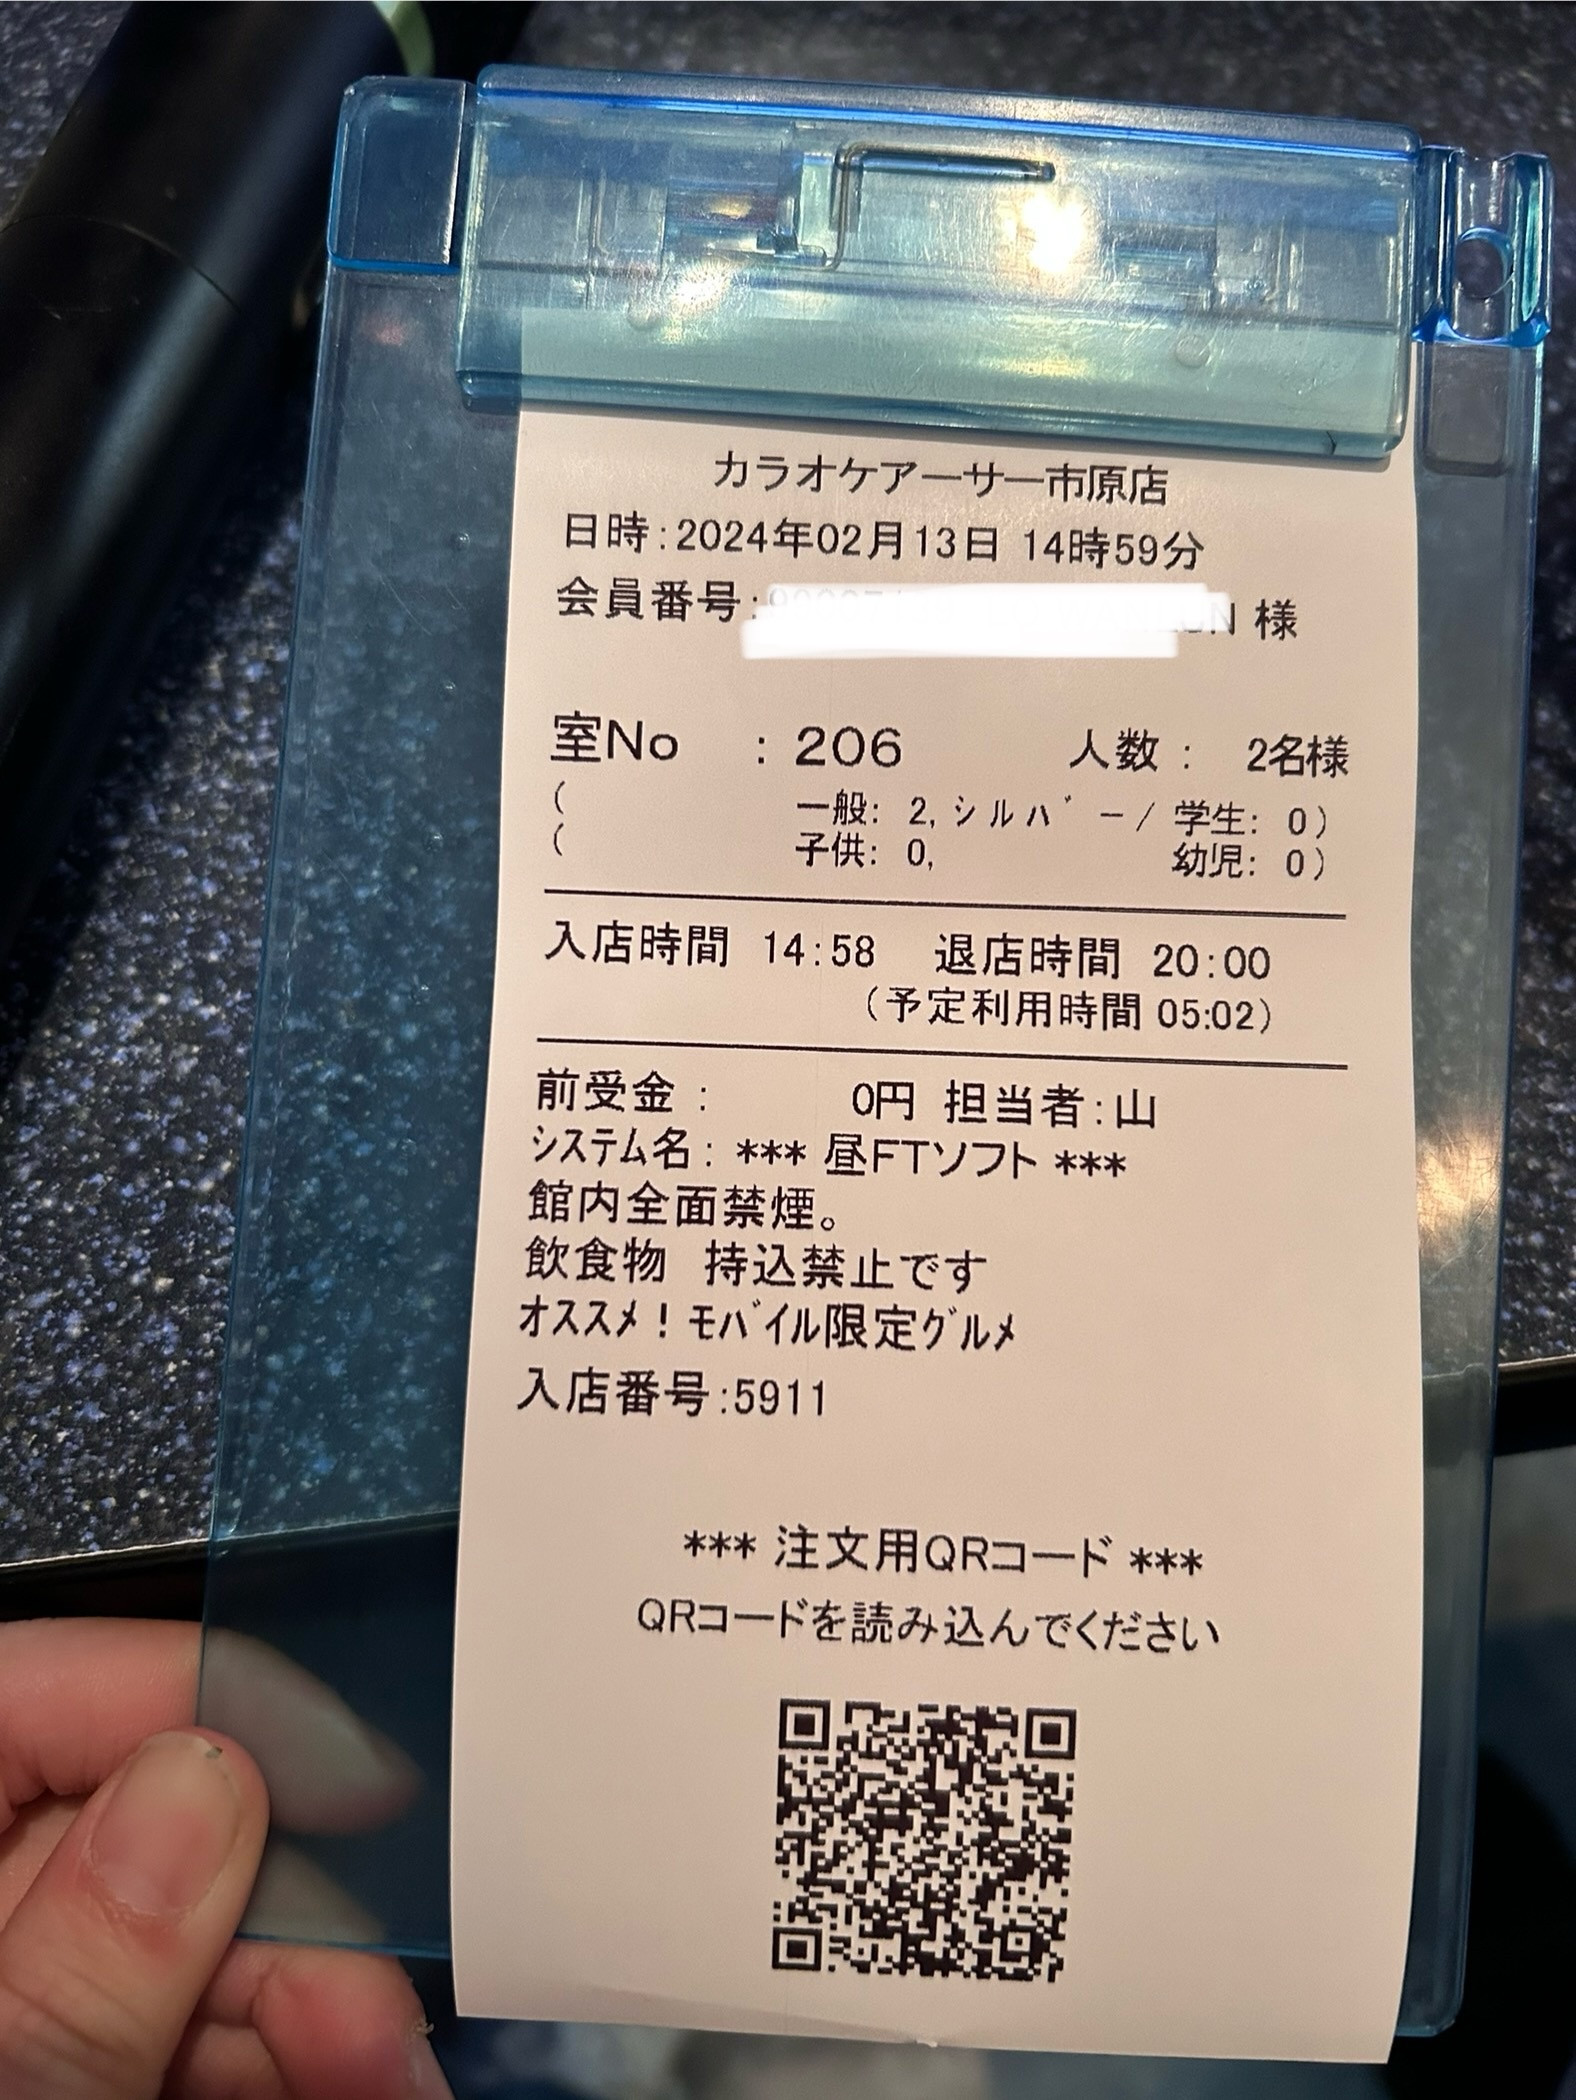 カラオケアーサー市原店
日時:2024年02月13日 14時59分
会員番号: 様
室No : 206 人数 : 2名様
( 一般: 2, シルバー/ 学生: 0)
( 子供: 0, 幼児: 0)
入店時間 14:58 退店時間 20:00
(予定利用時間 05:02)
前受金 : 0円 担当者:山
システム名: *** 昼FTソフト ***
館内全面禁煙。
飲食物 持込禁止です
オススメ!モバイル限定グルメ
入店番号:5911
*** 注文用QRコード ***
QRコードを読み込んでください